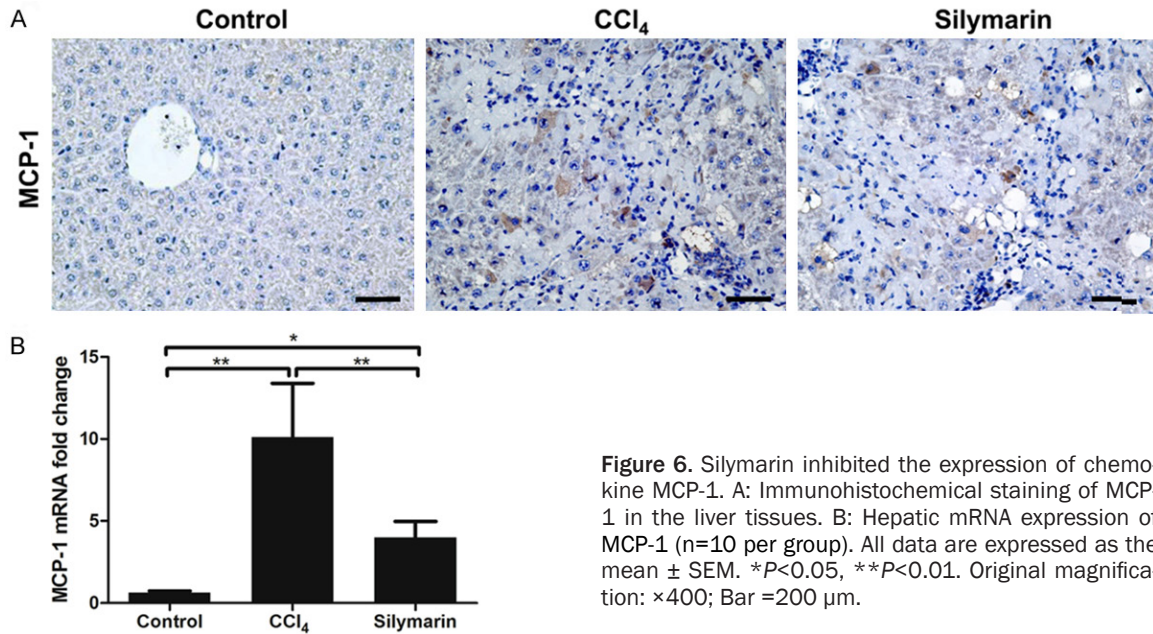 A
Control
CCl₄
Silymarin
MCP-1
B
MCP-1 mRNA fold change
15
10
5
0
*
**
**
Control
CCl₄
Silymarin
Figure 6. Silymarin inhibited the expression of chemo-
kine MCP-1. A: Immunohistochemical staining of MCP-
1 in the liver tissues. B: Hepatic mRNA expression of
MCP-1 (n=10 per group). All data are expressed as the
mean ± SEM. *P<0.05, **P<0.01. Original magnifica-
tion: ×400; Bar =200 µm.